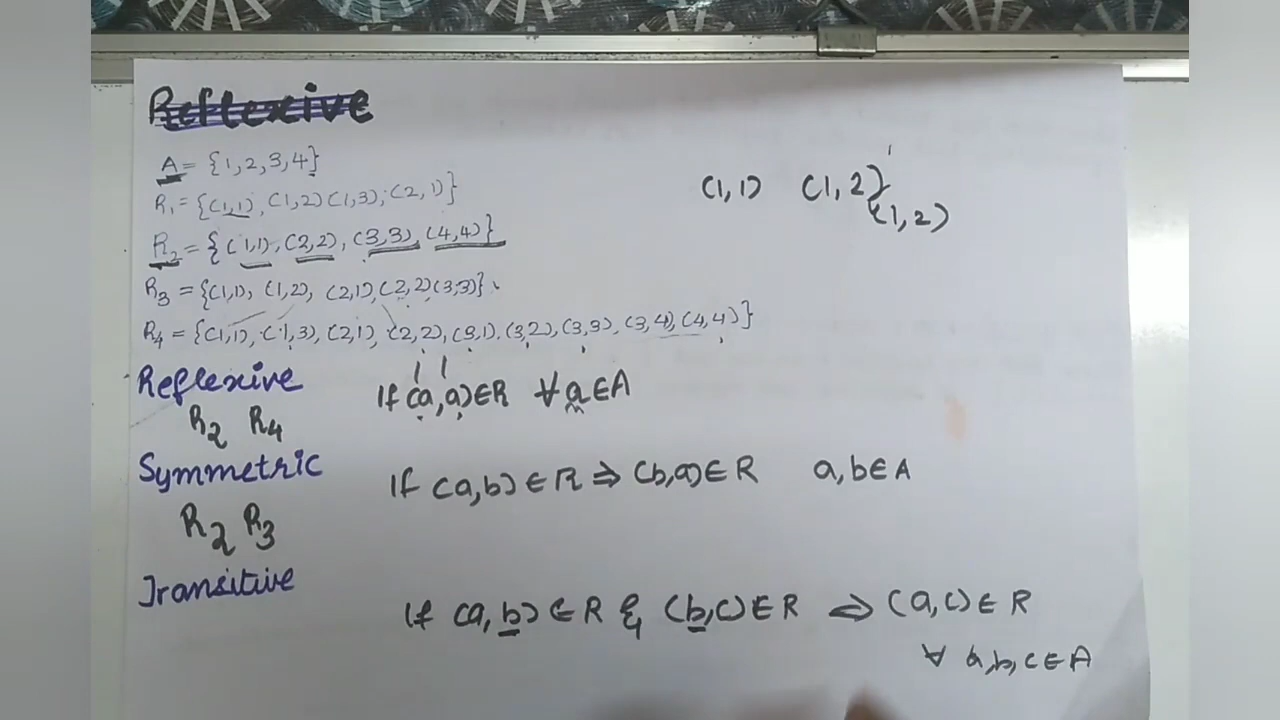 Reflexive
A = {1,2,3,4}
R1 = {(1,1), (1,2) (1,3), (2,1)}
R2 = {(1,1), (2,2), (3,3), (4,4)}
R3 = {(1,1), (1,2), (2,1), (2,2) (3,3)}
R4 = {(1,1), (1,3), (2,1), (2,2), (3,1), (3,2), (3,3), (3,4), (4,4)}
(1,1) (1,2)}
(1,2)
Reflexive If (a,a) ∈ R ∀ a ∈ A
R2 R4
Symmetric If (a,b) ∈ R ⇒ (b,a) ∈ R a,b ∈ A
R2 R3
Transitive If (a,b) ∈ R & (b,c) ∈ R ⇒ (a,c) ∈ R
∀ a,b,c ∈ A